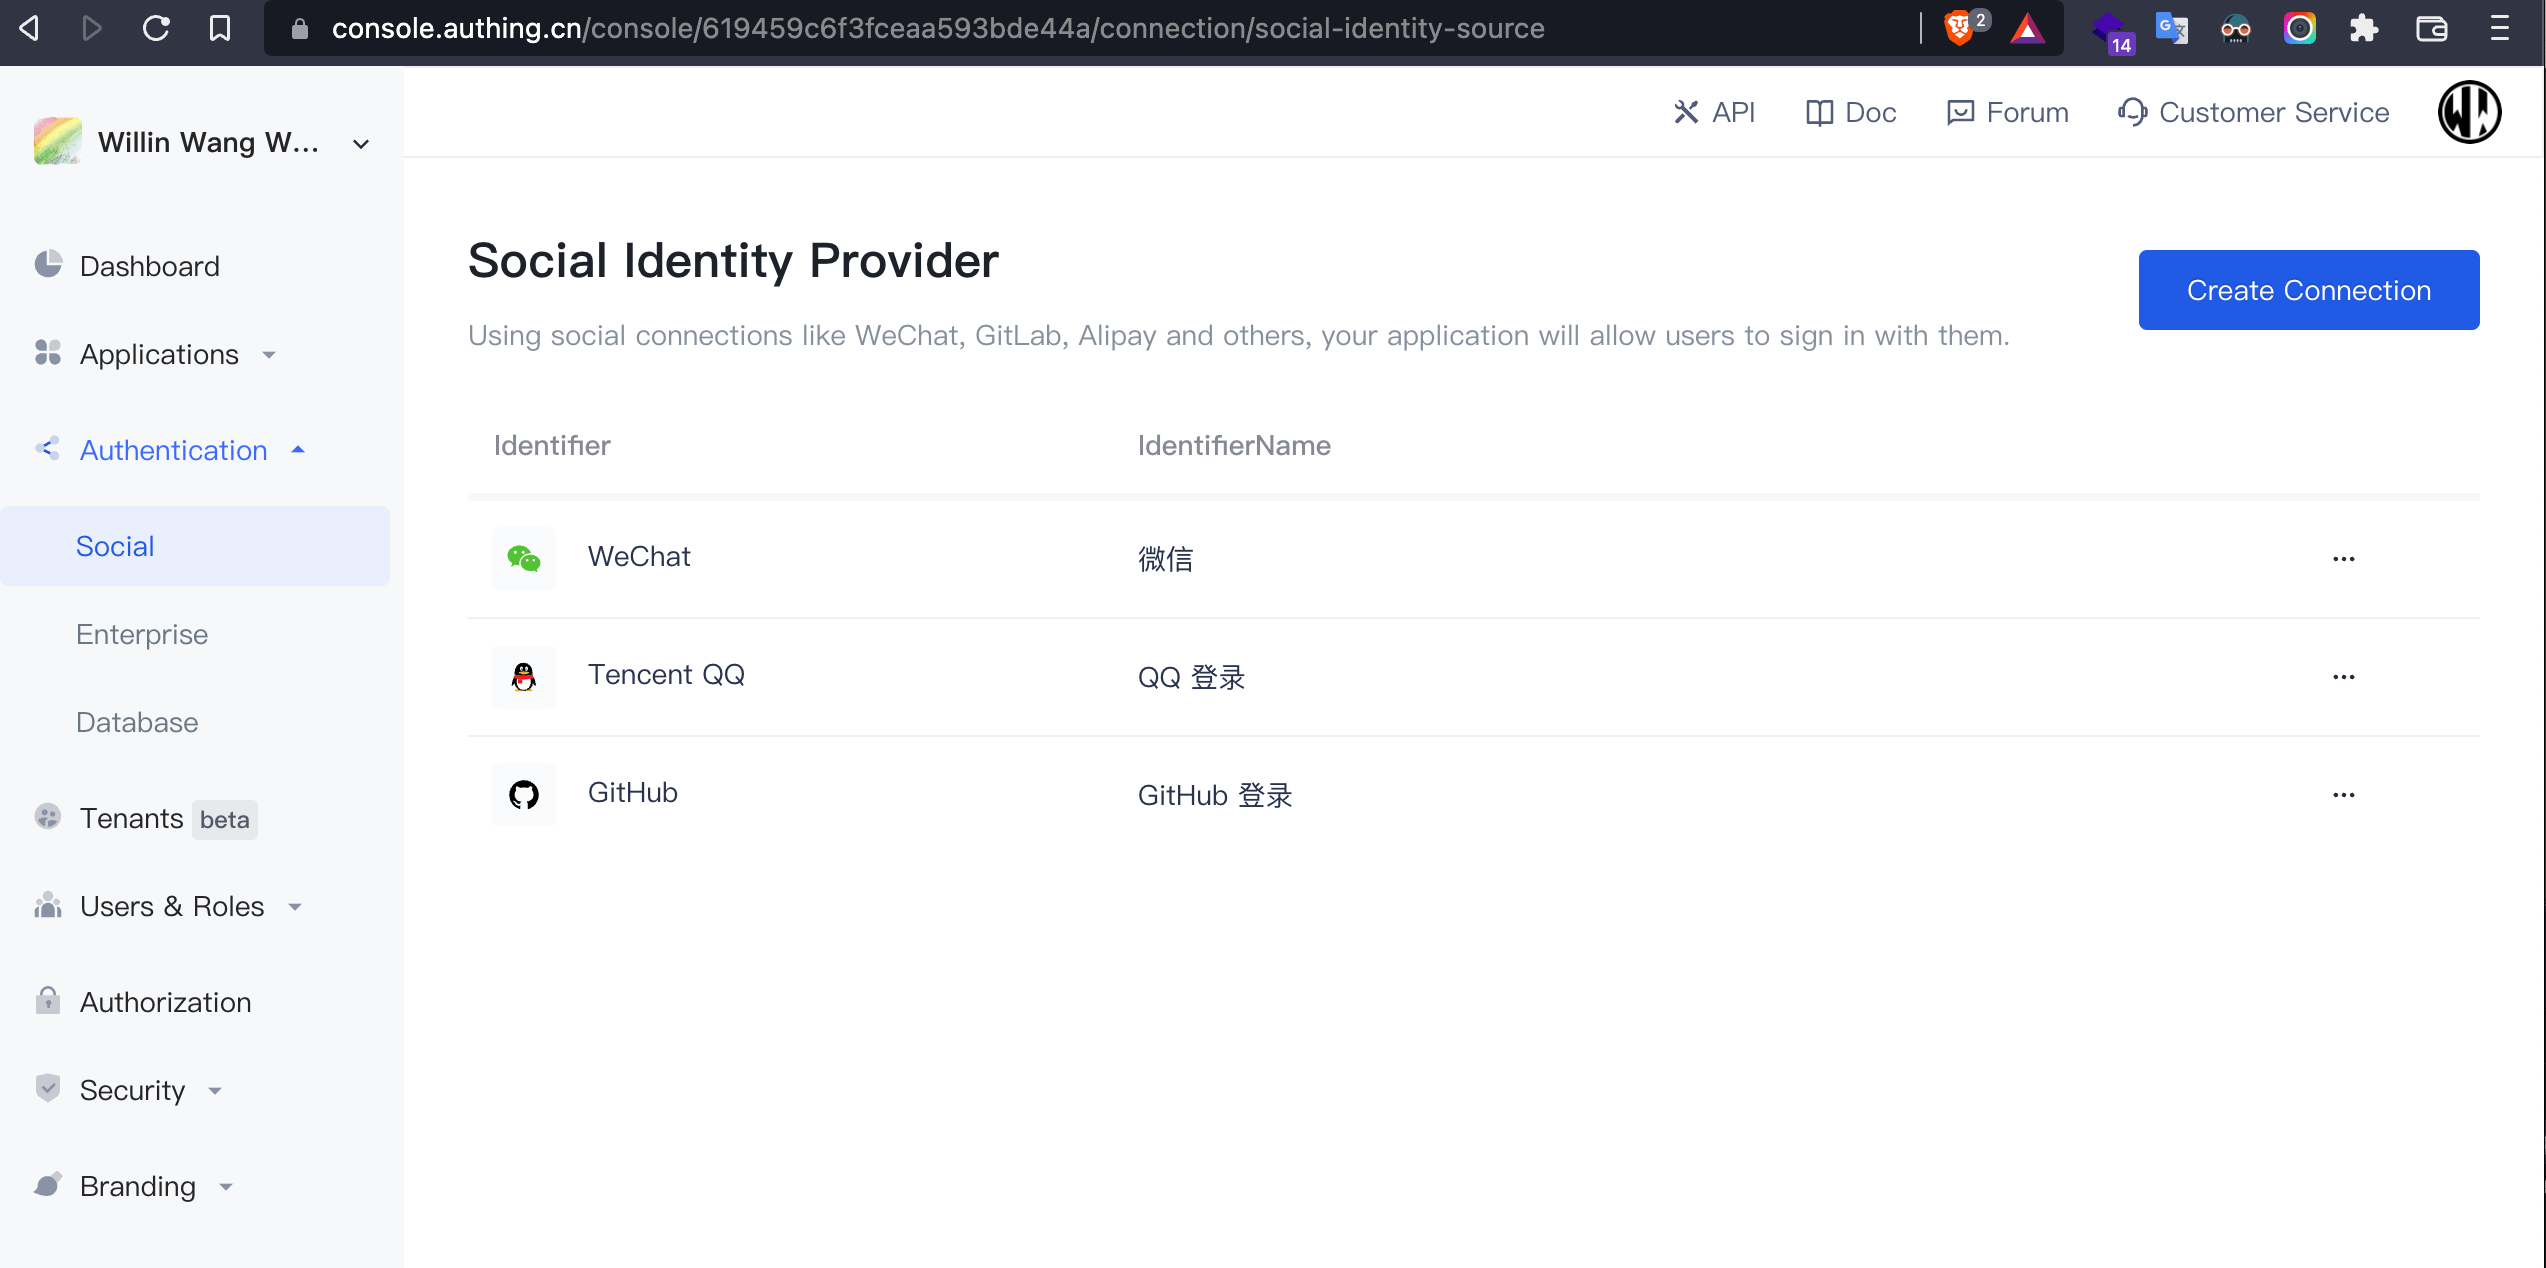 console.authing.cn/console/619459c6f3fceaa593bde44a/connection/social-identity-source
2
14
Willin Wang W...
API
Doc
Forum
Customer Service
Dashboard
Applications
Authentication
Social
Enterprise
Database
Tenants beta
Users & Roles
Authorization
Security
Branding
Social Identity Provider
Create Connection
Using social connections like WeChat, GitLab, Alipay and others, your application will allow users to sign in with them.
Identifier IdentifierName
WeChat 微信
Tencent QQ QQ 登录
GitHub GitHub 登录